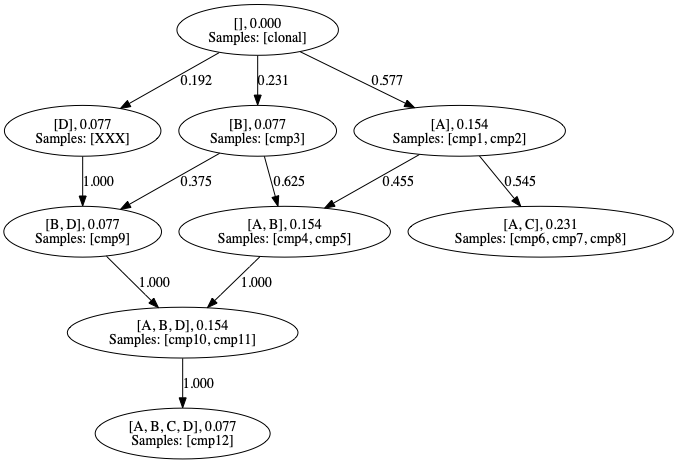 [], 0.000
Samples: [clonal]
0.192
0.231
0.577
[D], 0.077
Samples: [XXX]
[B], 0.077
Samples: [cmp3]
[A], 0.154
Samples: [cmp1, cmp2]
1.000
0.375
0.625
0.455
0.545
[B, D], 0.077
Samples: [cmp9]
[A, B], 0.154
Samples: [cmp4, cmp5]
[A, C], 0.231
Samples: [cmp6, cmp7, cmp8]
1.000
1.000
[A, B, D], 0.154
Samples: [cmp10, cmp11]
1.000
[A, B, C, D], 0.077
Samples: [cmp12]